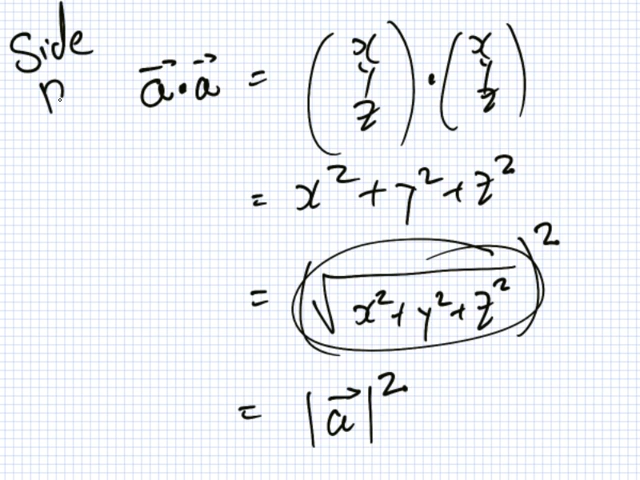 Side
n
a⃗ · a⃗ = (x y z) · (x y z)
= x² + y² + z²
= (√(x² + y² + z²))²
= |a⃗|²